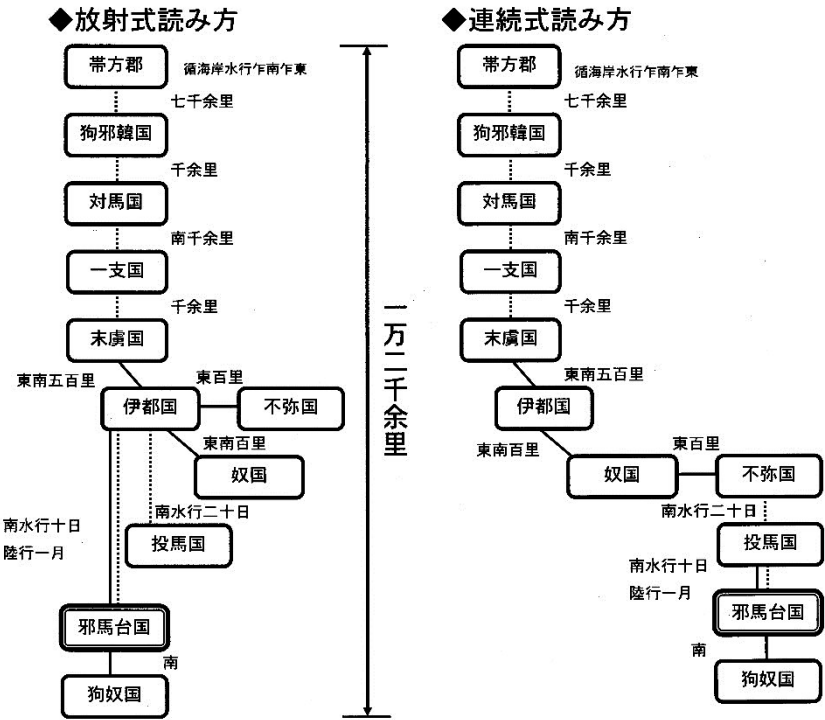 ◆放射式読み方
帯方郡
循海岸水行乍南乍東
七千余里
狗邪韓国
千余里
対馬国
南千余里
一支国
千余里
末虜国
東南五百里
伊都国
東百里
不弥国
東南百里
奴国
南水行二十日
投馬国
南水行十日
陸行一月
邪馬台国
南
狗奴国
一万二千余里
◆連続式読み方
帯方郡
循海岸水行乍南乍東
七千余里
狗邪韓国
千余里
対馬国
南千余里
一支国
千余里
末虜国
東南五百里
伊都国
東南百里
奴国
東百里
不弥国
南水行二十日
投馬国
南水行十日
陸行一月
邪馬台国
南
狗奴国